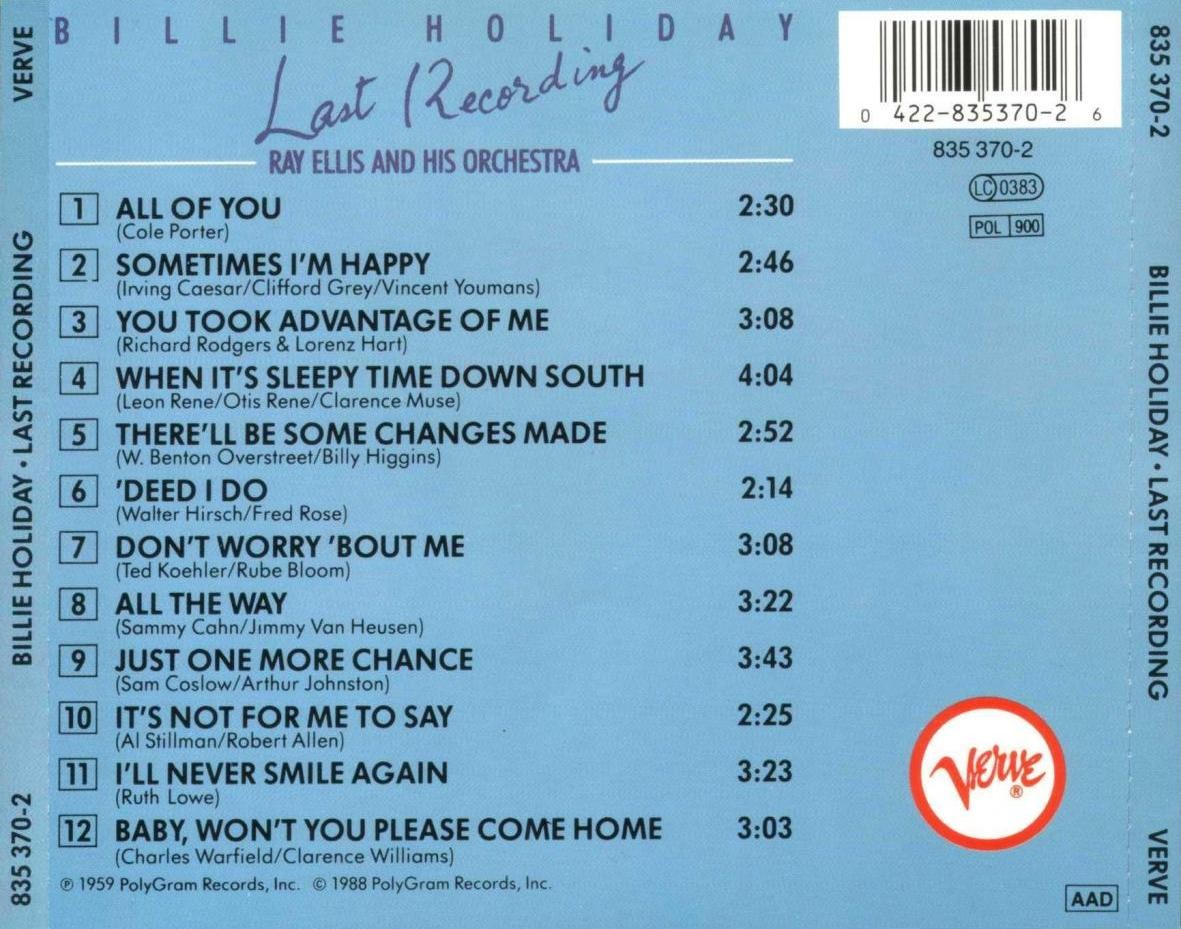 VERVE
BILLIE HOLIDAY • LAST RECORDING
835 370-2
BILLIE HOLIDAY
Last Recording
RAY ELLIS AND HIS ORCHESTRA
1 ALL OF YOU 2:30
(Cole Porter)
2 SOMETIMES I'M HAPPY 2:46
(Irving Caesar/Clifford Grey/Vincent Youmans)
3 YOU TOOK ADVANTAGE OF ME 3:08
(Richard Rodgers & Lorenz Hart)
4 WHEN IT'S SLEEPY TIME DOWN SOUTH 4:04
(Leon Rene/Otis Rene/Clarence Muse)
5 THERE'LL BE SOME CHANGES MADE 2:52
(W. Benton Overstreet/Billy Higgins)
6 'DEED I DO 2:14
(Walter Hirsch/Fred Rose)
7 DON'T WORRY 'BOUT ME 3:08
(Ted Koehler/Rube Bloom)
8 ALL THE WAY 3:22
(Sammy Cahn/Jimmy Van Heusen)
9 JUST ONE MORE CHANCE 3:43
(Sam Coslow/Arthur Johnston)
10 IT'S NOT FOR ME TO SAY 2:25
(Al Stillman/Robert Allen)
11 I'LL NEVER SMILE AGAIN 3:23
(Ruth Lowe)
12 BABY, WON'T YOU PLEASE COME HOME 3:03
(Charles Warfield/Clarence Williams)
℗ 1959 PolyGram Records, Inc. © 1988 PolyGram Records, Inc.
0 422-835370-2 6
835 370-2
LC 0383
POL 900
Verve ®
AAD
835 370-2
BILLIE HOLIDAY • LAST RECORDING
VERVE